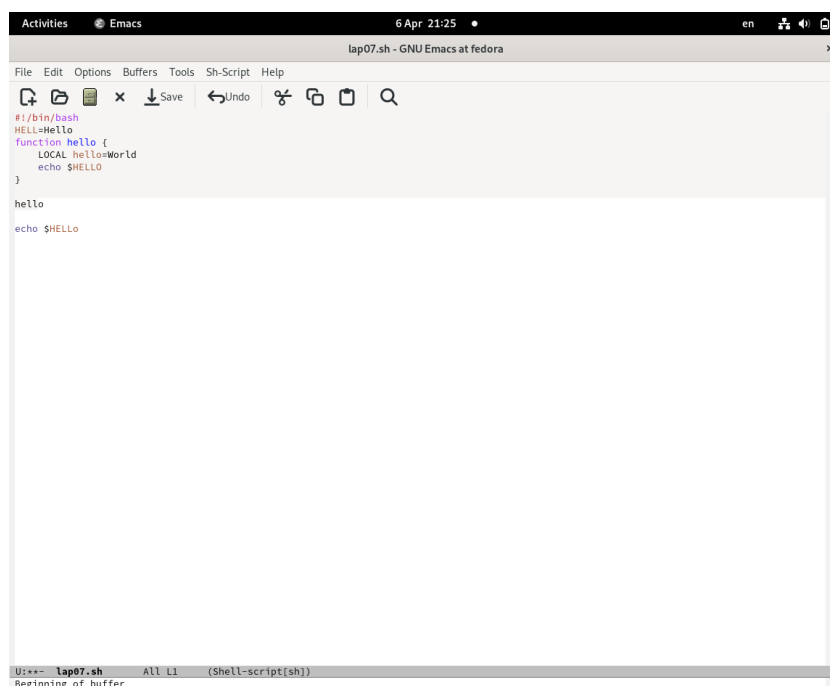 Activities Emacs 6 Apr 21:25 en
lap07.sh - GNU Emacs at fedora
File Edit Options Buffers Tools Sh-Script Help
Save Undo
#!/bin/bash
HELL=Hello
function hello {
    LOCAL hello=World
    echo $HELLO
}
hello
echo $HELLo
U:**- lap07.sh All L1 (Shell-script[sh])
Beginning of buffer